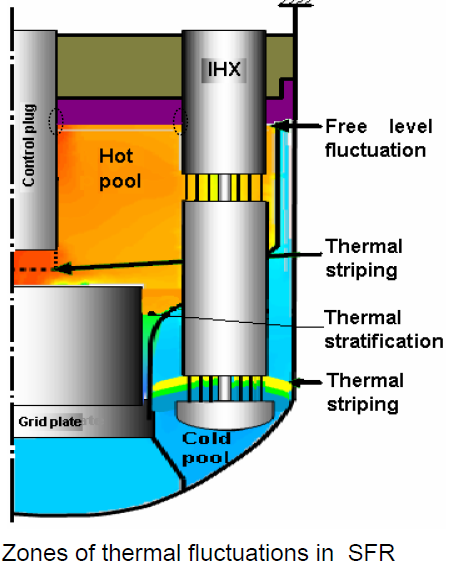 IHX
Control plug
Free level
fluctuation
Hot
pool
Thermal
striping
Thermal
stratification
Thermal
striping
Grid plate
Cold
pool
Zones of thermal fluctuations in SFR